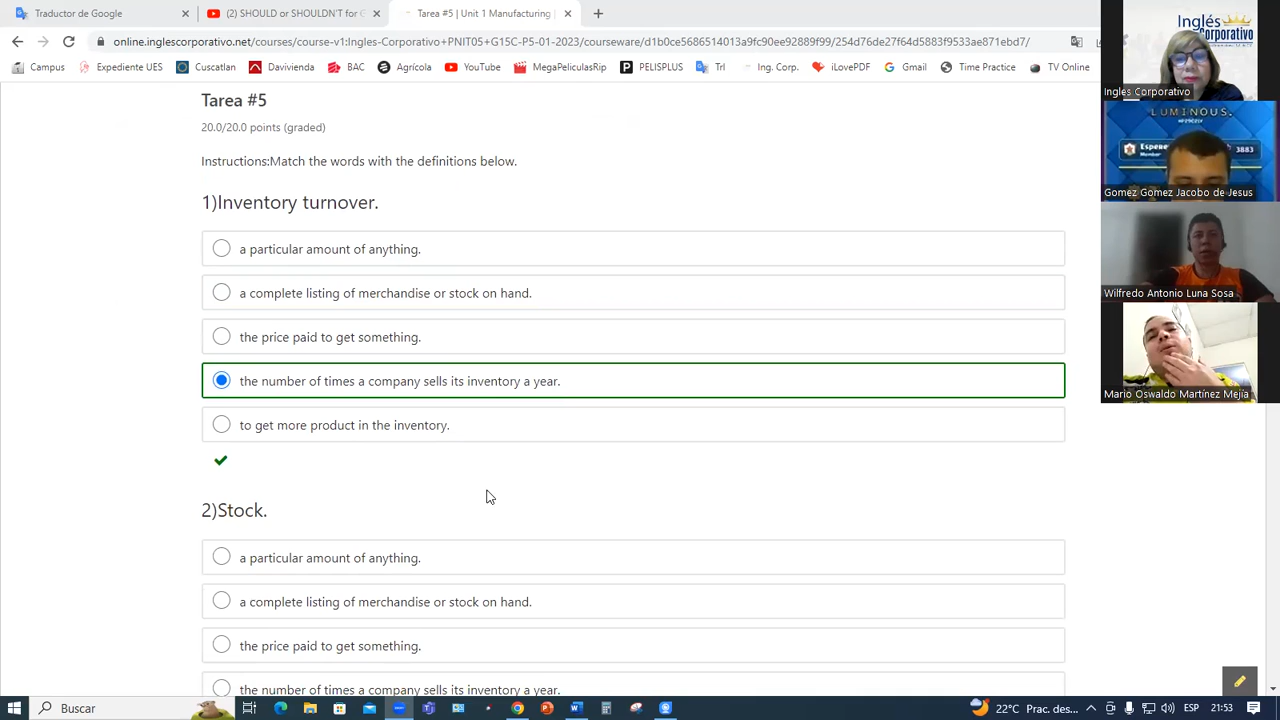 Traductor de Google
(2) SHOULD or SHOULDN'T for G
Tarea #5 | Unit 1 Manufacturing
online.inglescorporativo.net/courses/course-v1:Ingles-Corporativo+PNIT05+
2023/courseware/d1b0ce5686514013a9fc90ee92889f99/254d76de27f64d5883f9533ae871ebd7/
Campus
Expediente UES
Cuscatlan
Davivienda
BAC
Agrícola
YouTube
MegaPeliculasRip
PELISPLUS
Trl
Ing. Corp.
iLovePDF
Gmail
Time Practice
TV Online
Tarea #5
20.0/20.0 points (graded)
Instructions:Match the words with the definitions below.
1)Inventory turnover.
a particular amount of anything.
a complete listing of merchandise or stock on hand.
the price paid to get something.
the number of times a company sells its inventory a year.
to get more product in the inventory.
2)Stock.
a particular amount of anything.
a complete listing of merchandise or stock on hand.
the price paid to get something.
the number of times a company sells its inventory a year.
Inglés
Corporativo
Ingles Corporativo
LUMINOUS.
3883
Gomez Gomez Jacobo de Jesus
Wilfredo Antonio Luna Sosa
Mario Oswaldo Martínez Mejía
Buscar
22°C Prac. des...
ESP
21:53